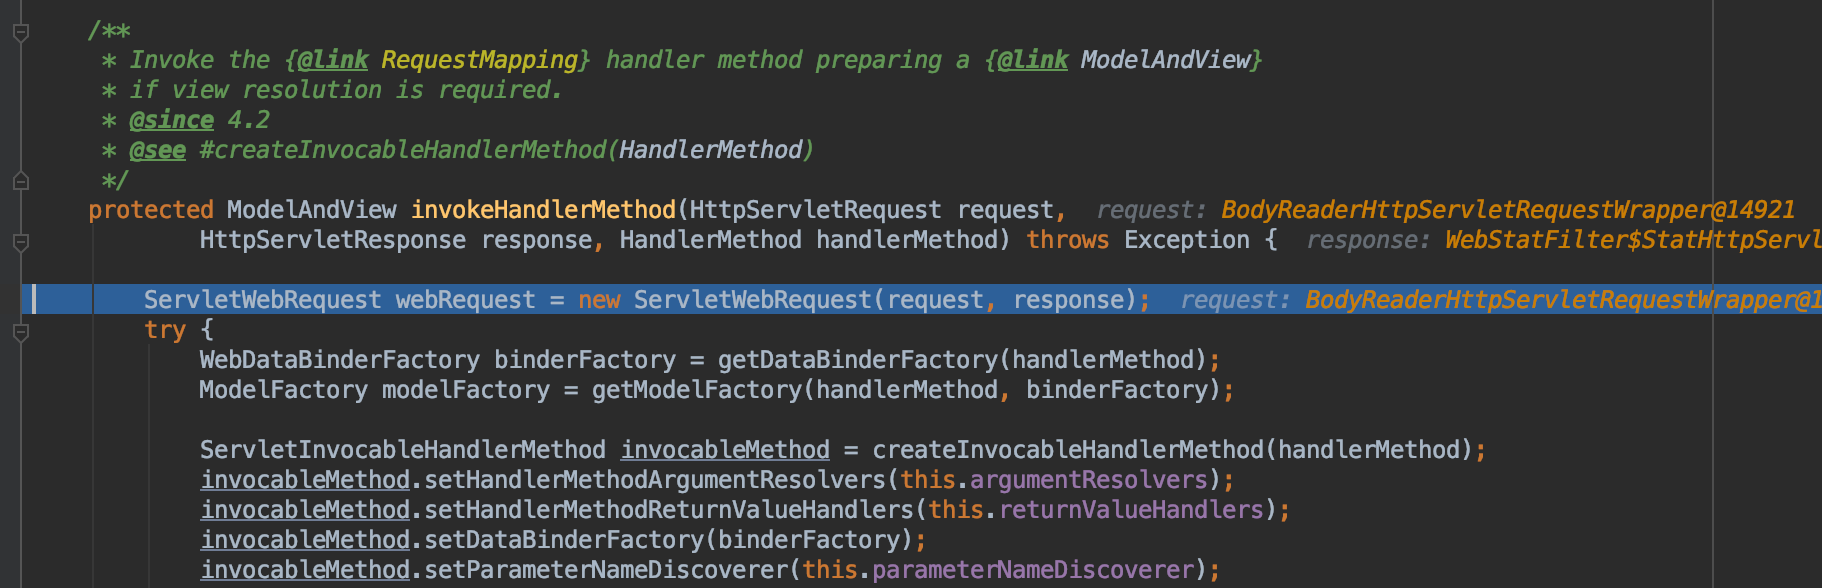 /**
* Invoke the {@link RequestMapping} handler method preparing a {@link ModelAndView}
* if view resolution is required.
* @since 4.2
* @see #createInvocableHandlerMethod(HandlerMethod)
*/
protected ModelAndView invokeHandlerMethod(HttpServletRequest request,  request: BodyReaderHttpServletRequestWrapper@14921
HttpServletResponse response, HandlerMethod handlerMethod) throws Exception {  response: WebStatFilter$StatHttpServl
ServletWebRequest webRequest = new ServletWebRequest(request, response);  request: BodyReaderHttpServletRequestWrapper@1
try {
WebDataBinderFactory binderFactory = getDataBinderFactory(handlerMethod);
ModelFactory modelFactory = getModelFactory(handlerMethod, binderFactory);
ServletInvocableHandlerMethod invocableMethod = createInvocableHandlerMethod(handlerMethod);
invocableMethod.setHandlerMethodArgumentResolvers(this.argumentResolvers);
invocableMethod.setHandlerMethodReturnValueHandlers(this.returnValueHandlers);
invocableMethod.setDataBinderFactory(binderFactory);
invocableMethod.setParameterNameDiscoverer(this.parameterNameDiscoverer);